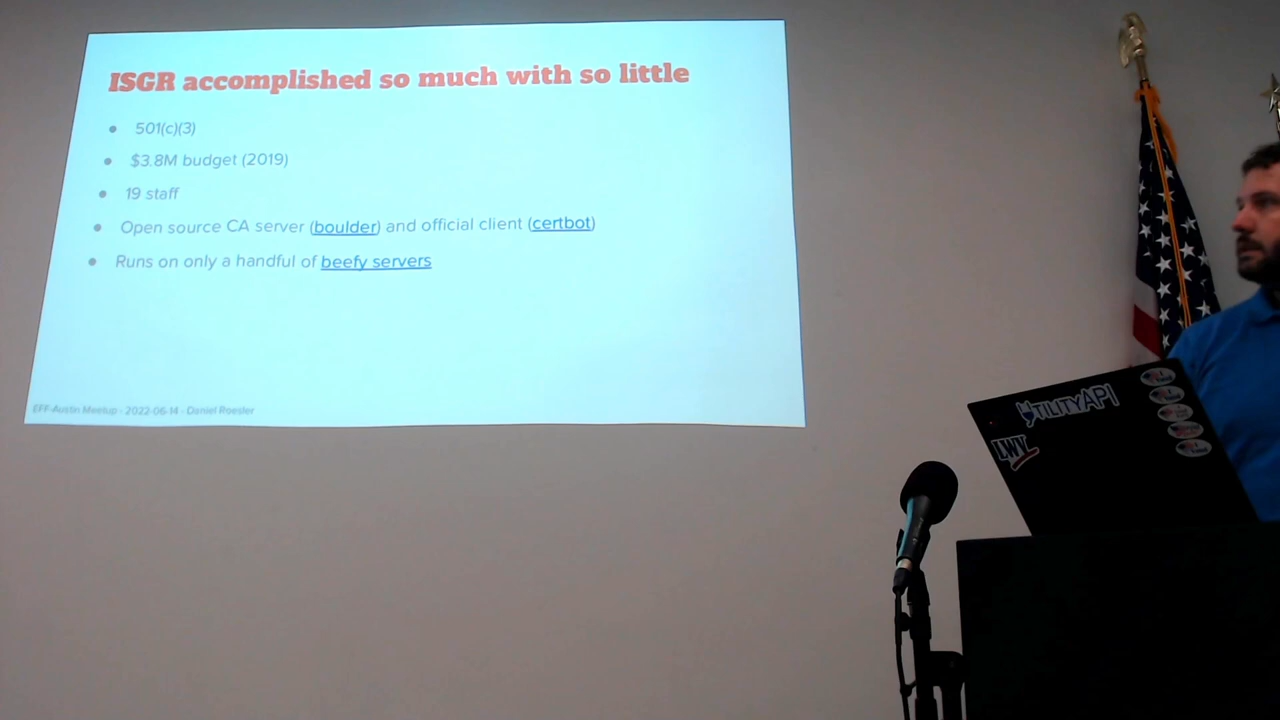 ISGR accomplished so much with so little
501(c)(3)
$3.8M budget (2019)
19 staff
Open source CA server (boulder) and official client (certbot)
Runs on only a handful of beefy servers
EFF-Austin Meetup - 2022-06-14 - Daniel Roesler
UTILITYAPI
LWV